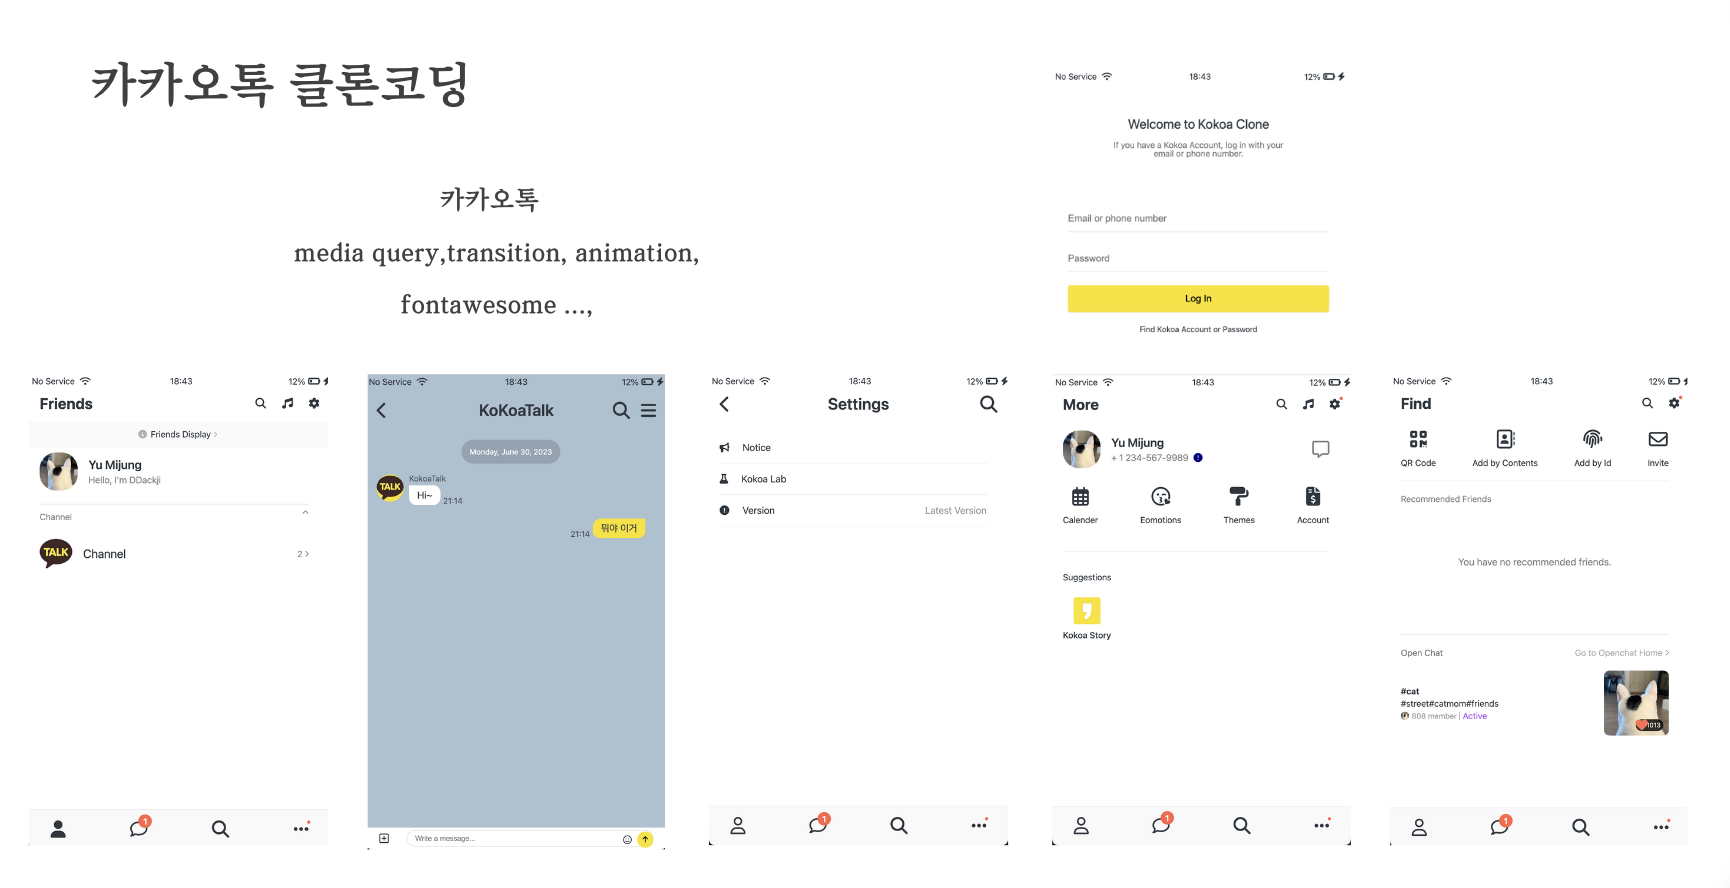 카카오톡 클론코딩
카카오톡
media query,transition, animation,
fontawesome ...,
No Service 18:43 12%
Welcome to Kokoa Clone
If you have a Kokoa Account, log in with your
email or phone number.
Email or phone number
Password
Log In
Find Kokoa Account or Password
No Service 18:43 12%
Friends
Friends Display
Yu Mijung
Hello, I'm DDackji
Channel
TALK Channel 2
1
No Service 18:43 12%
KoKoaTalk
Monday, June 30, 2023
KokoaTalk
TALK Hi~ 21:14
21:14 뭐야 이거
Write a message...
No Service 18:43 12%
Settings
Notice
Kokoa Lab
Version Latest Version
1
No Service 18:43 12%
More
Yu Mijung
+ 1 234-567-9989
Calender Eomotions Themes Account
Suggestions
Kokoa Story
1
No Service 18:43 12%
Find
QR Code Add by Contents Add by Id Invite
Recommended Friends
You have no recommended friends.
Open Chat Go to Openchat Home
#cat
#street#catmom#friends
808 member | Active
1013
1